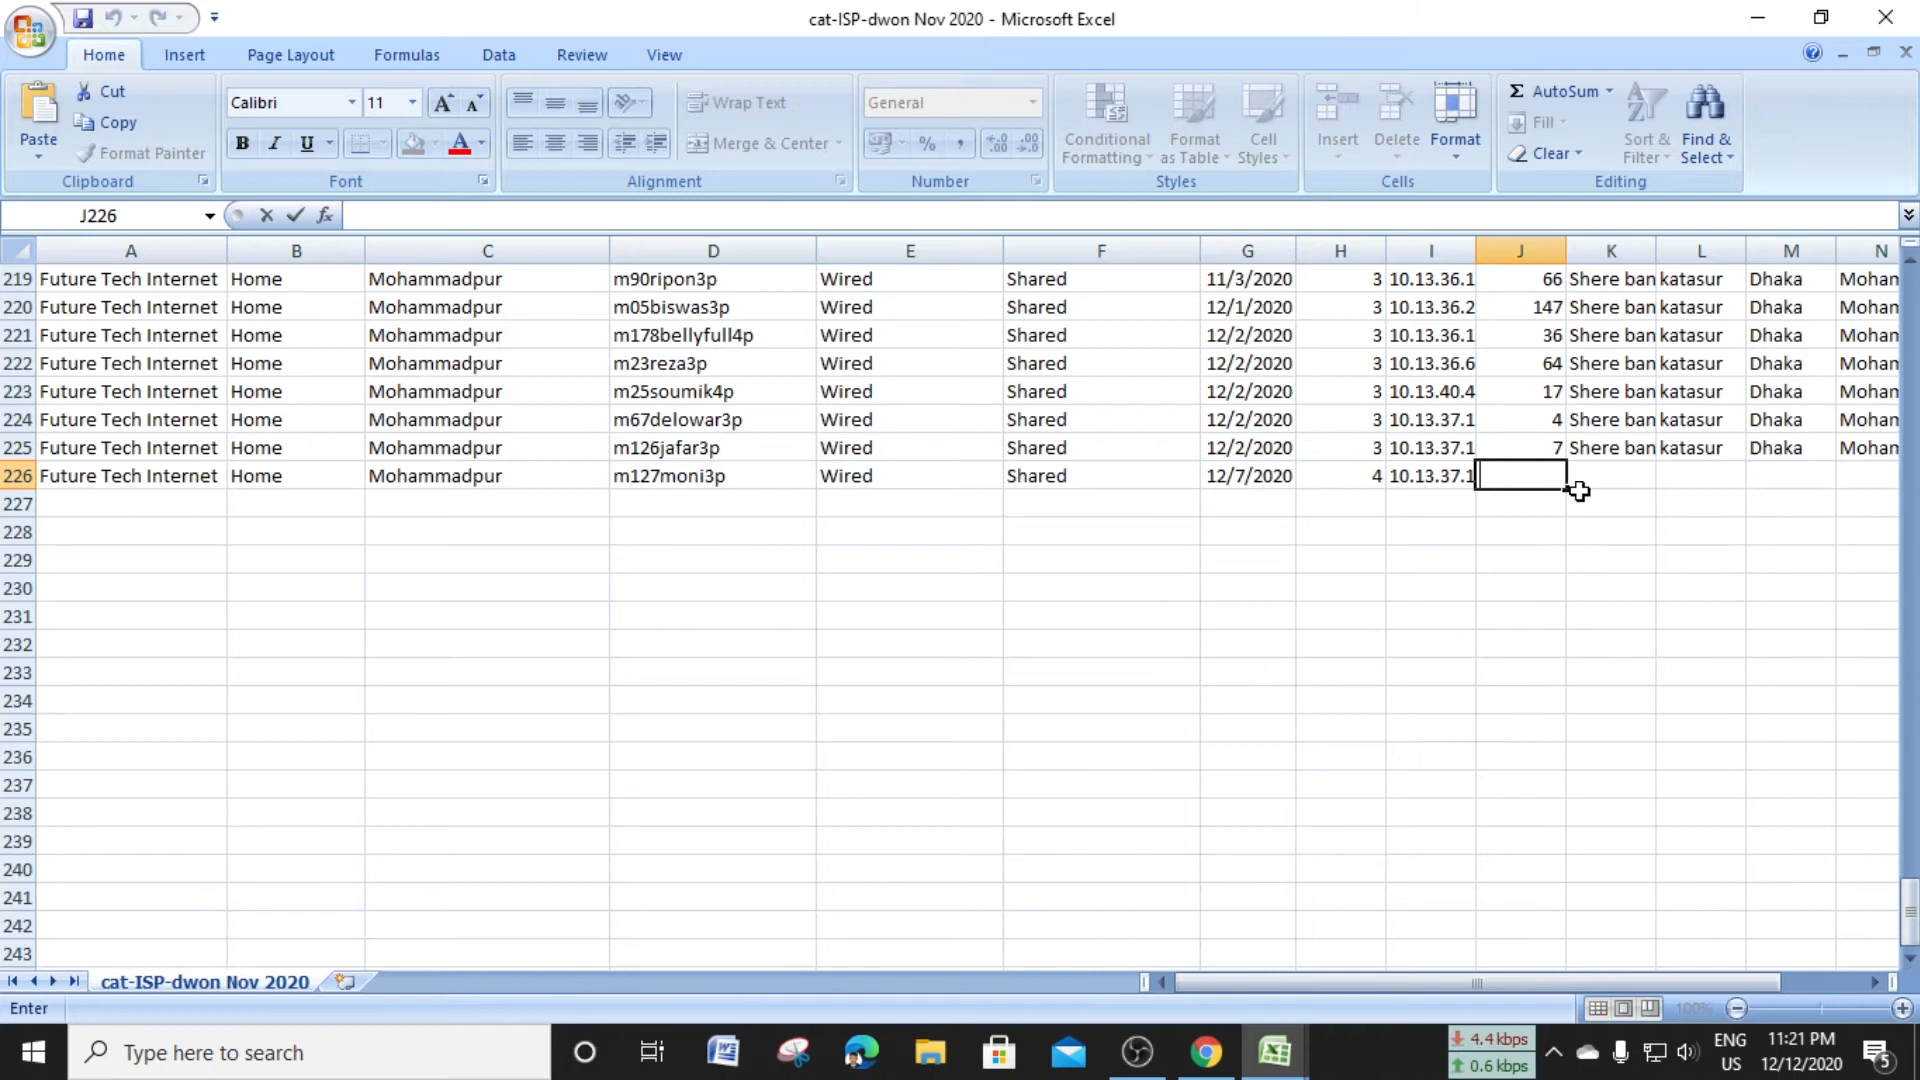 cat-ISP-dwon Nov 2020 - Microsoft Excel
Home Insert Page Layout Formulas Data Review View
Paste Cut Copy Format Painter Clipboard
Calibri 11 A A B I U A Font
Wrap Text Merge & Center Alignment
General % , Number
Conditional Formatting Format as Table Cell Styles Styles
Insert Delete Format Cells
Σ AutoSum Fill Clear Sort & Filter Find & Select Editing
J226 fx
A B C D E F G H I J K L M N
219 Future Tech Internet Home Mohammadpur m90ripon3p Wired Shared 11/3/2020 3 10.13.36.1 66 Shere ban katasur Dhaka Moham
220 Future Tech Internet Home Mohammadpur m05biswas3p Wired Shared 12/1/2020 3 10.13.36.2 147 Shere ban katasur Dhaka Moham
221 Future Tech Internet Home Mohammadpur m178bellyfull4p Wired Shared 12/2/2020 3 10.13.36.1 36 Shere ban katasur Dhaka Moham
222 Future Tech Internet Home Mohammadpur m23reza3p Wired Shared 12/2/2020 3 10.13.36.6 64 Shere ban katasur Dhaka Moham
223 Future Tech Internet Home Mohammadpur m25soumik4p Wired Shared 12/2/2020 3 10.13.40.4 17 Shere ban katasur Dhaka Moham
224 Future Tech Internet Home Mohammadpur m67delowar3p Wired Shared 12/2/2020 3 10.13.37.1 4 Shere ban katasur Dhaka Moham
225 Future Tech Internet Home Mohammadpur m126jafar3p Wired Shared 12/2/2020 3 10.13.37.1 7 Shere ban katasur Dhaka Moham
226 Future Tech Internet Home Mohammadpur m127moni3p Wired Shared 12/7/2020 4 10.13.37.1
227
228
229
230
231
232
233
234
235
236
237
238
239
240
241
242
243
cat-ISP-dwon Nov 2020
Enter 100%
Type here to search
4.4 kbps
0.6 kbps
ENG
US
11:21 PM
12/12/2020
5